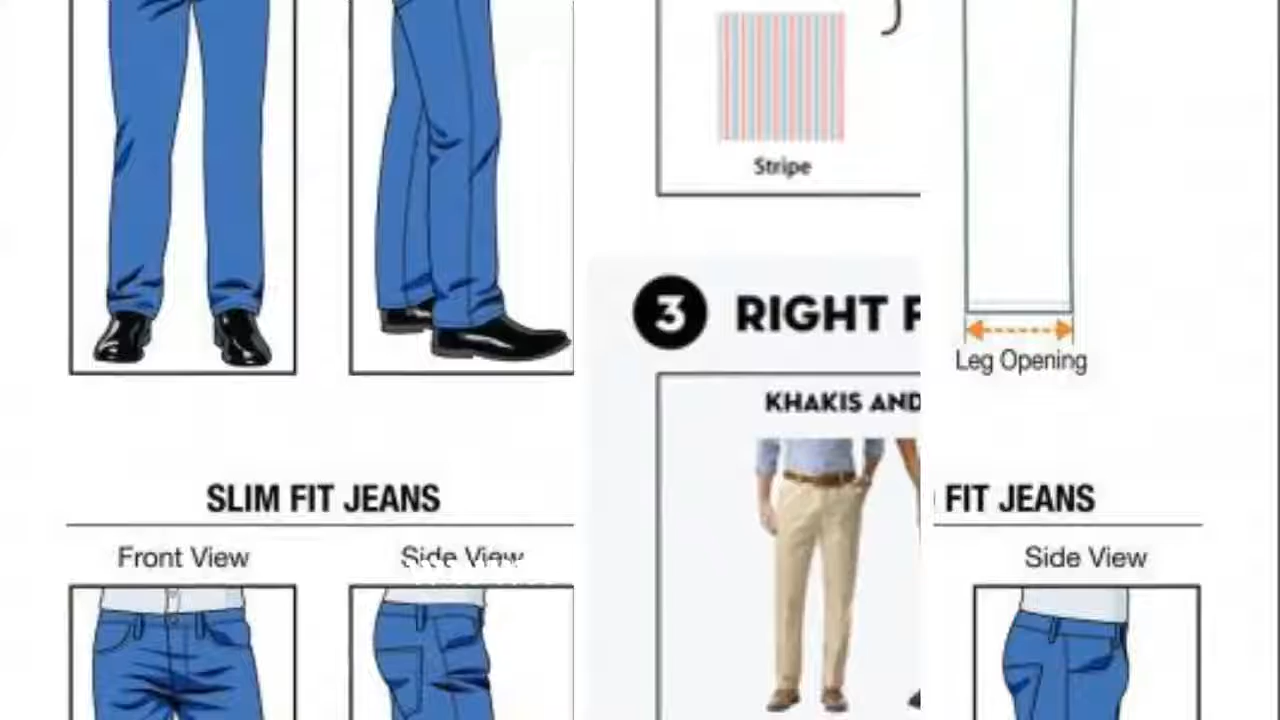 Stripe
3 RIGHT F
Leg Opening
KHAKIS AND
SLIM FIT JEANS
FIT JEANS
Front View
Side View
Side View